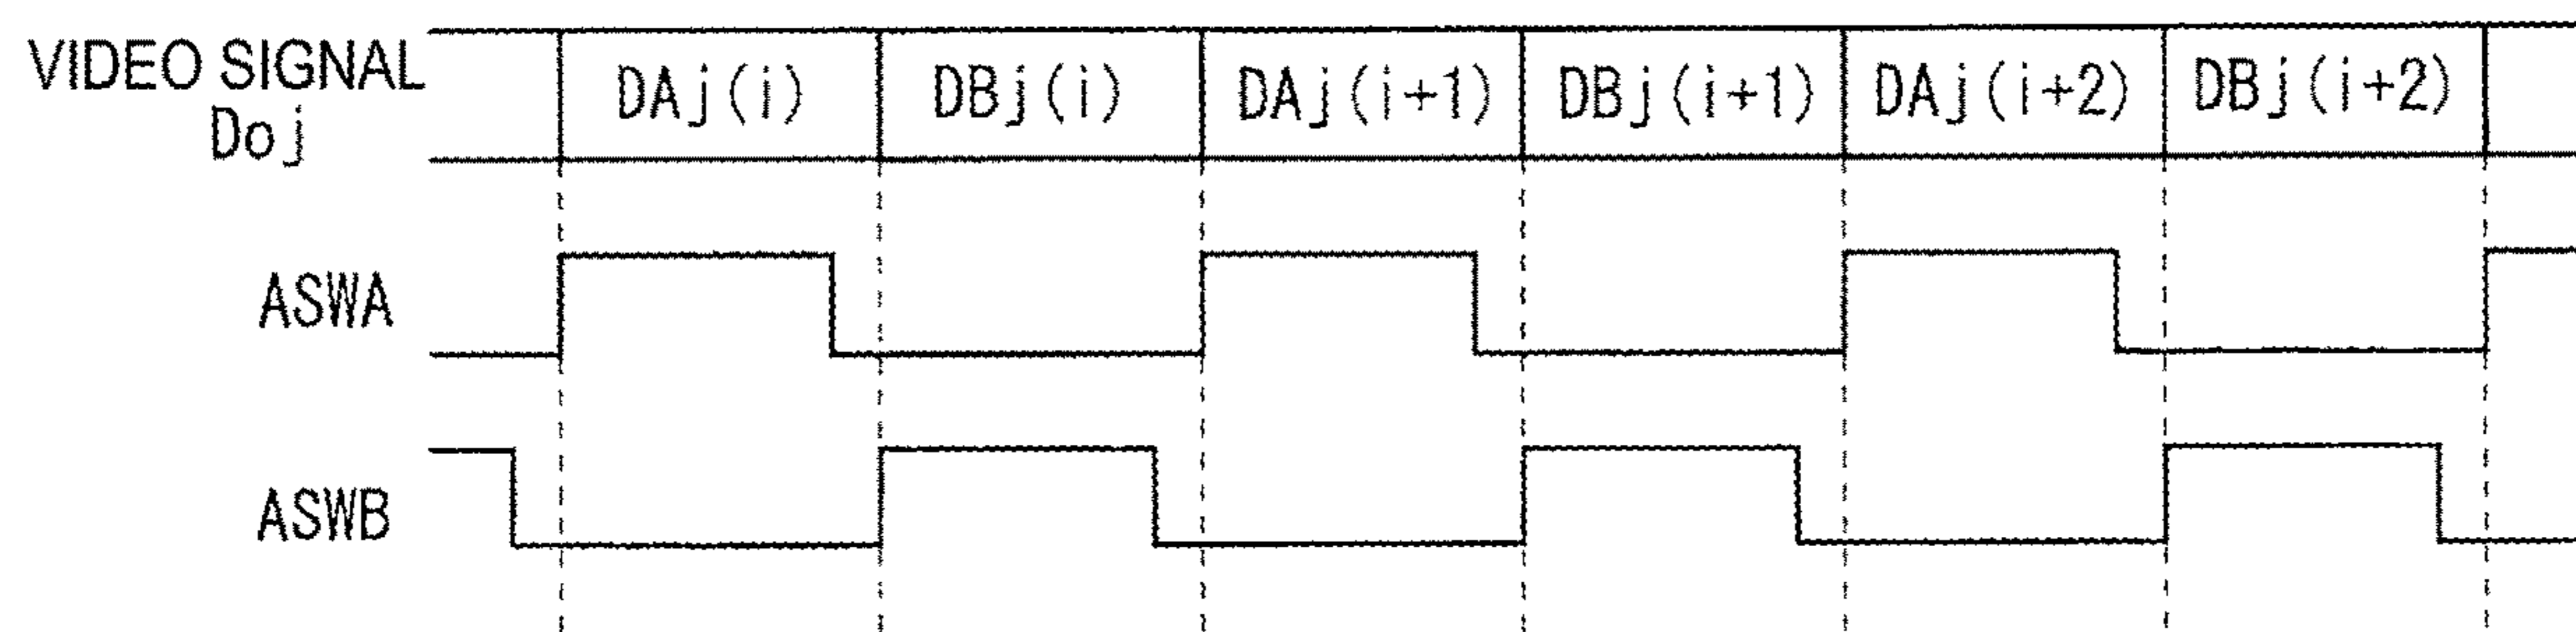 VIDEO SIGNAL
Doj
DAj(i) DBj(i) DAj(i+1) DBj(i+1) DAj(i+2) DBj(i+2)
ASWA
ASWB